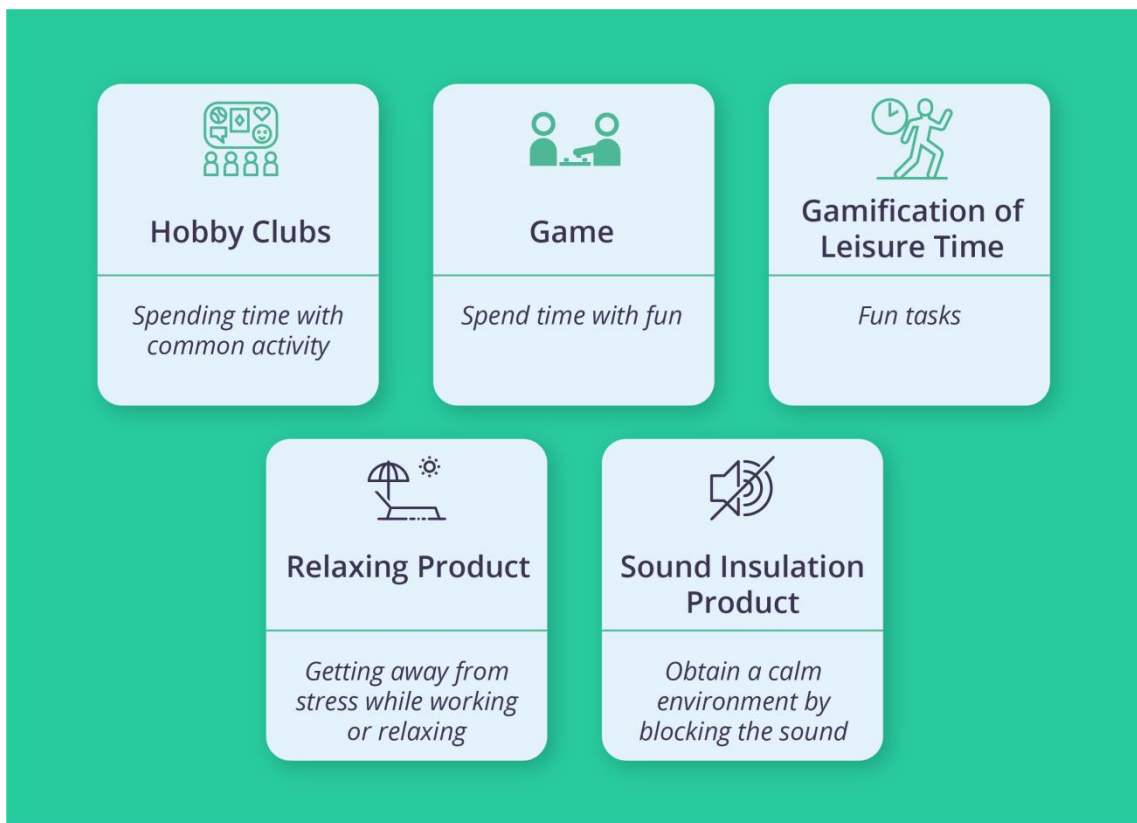 Hobby Clubs
Spending time with
common activity
Game
Spend time with fun
Gamification of
Leisure Time
Fun tasks
Relaxing Product
Getting away from
stress while working
or relaxing
Sound Insulation
Product
Obtain a calm
environment by
blocking the sound